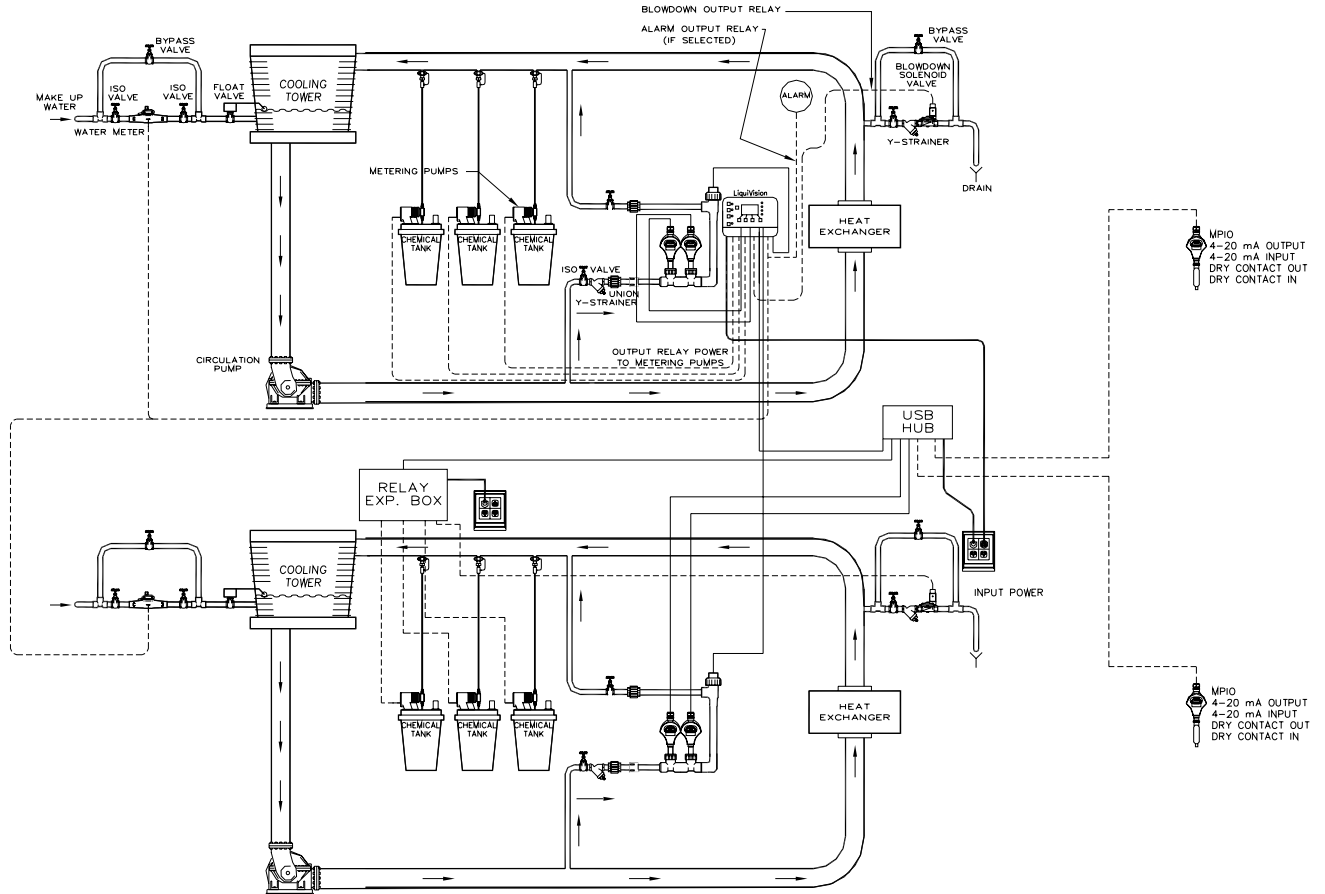 BLOWDOWN OUTPUT RELAY
ALARM OUTPUT RELAY
(IF SELECTED)
BYPASS
VALVE
BYPASS
VALVE
ISO
VALVE
ISO
VALVE
FLOAT
VALVE
COOLING
TOWER
MAKE UP
WATER
WATER METER
ALARM
BLOWDOWN
SOLENOID
VALVE
Y-STRAINER
DRAIN
METERING PUMPS
LiquiVision
CHEMICAL
TANK
CHEMICAL
TANK
CHEMICAL
TANK
HEAT
EXCHANGER
MPIO
4-20 mA OUTPUT
4-20 mA INPUT
DRY CONTACT OUT
DRY CONTACT IN
ISO VALVE
UNION
Y-STRAINER
CIRCULATION
PUMP
OUTPUT RELAY POWER
TO METERING PUMPS
USB
HUB
RELAY
EXP. BOX
COOLING
TOWER
INPUT POWER
CHEMICAL
TANK
CHEMICAL
TANK
CHEMICAL
TANK
HEAT
EXCHANGER
MPIO
4-20 mA OUTPUT
4-20 mA INPUT
DRY CONTACT OUT
DRY CONTACT IN